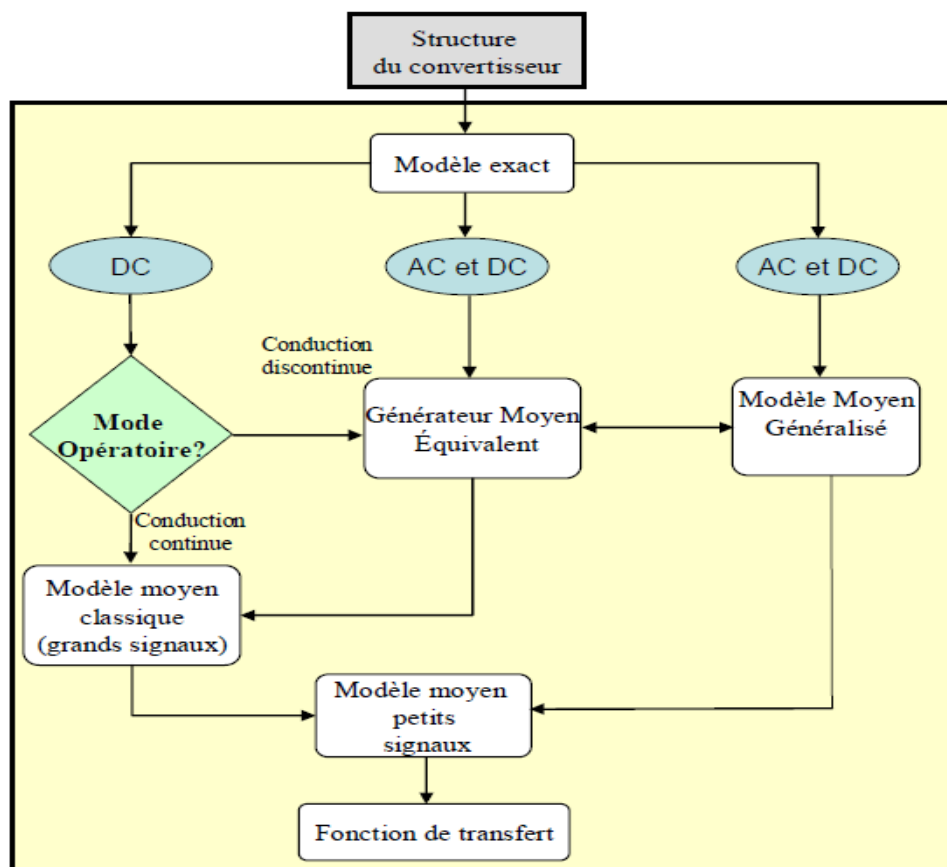 Structure
du convertisseur
Modèle exact
DC
AC et DC
AC et DC
Conduction
discontinue
Mode
Opératoire?
Générateur Moyen
Équivalent
Modèle Moyen
Généralisé
Conduction
continue
Modèle moyen
classique
(grands signaux)
Modèle moyen
petits
signaux
Fonction de transfert